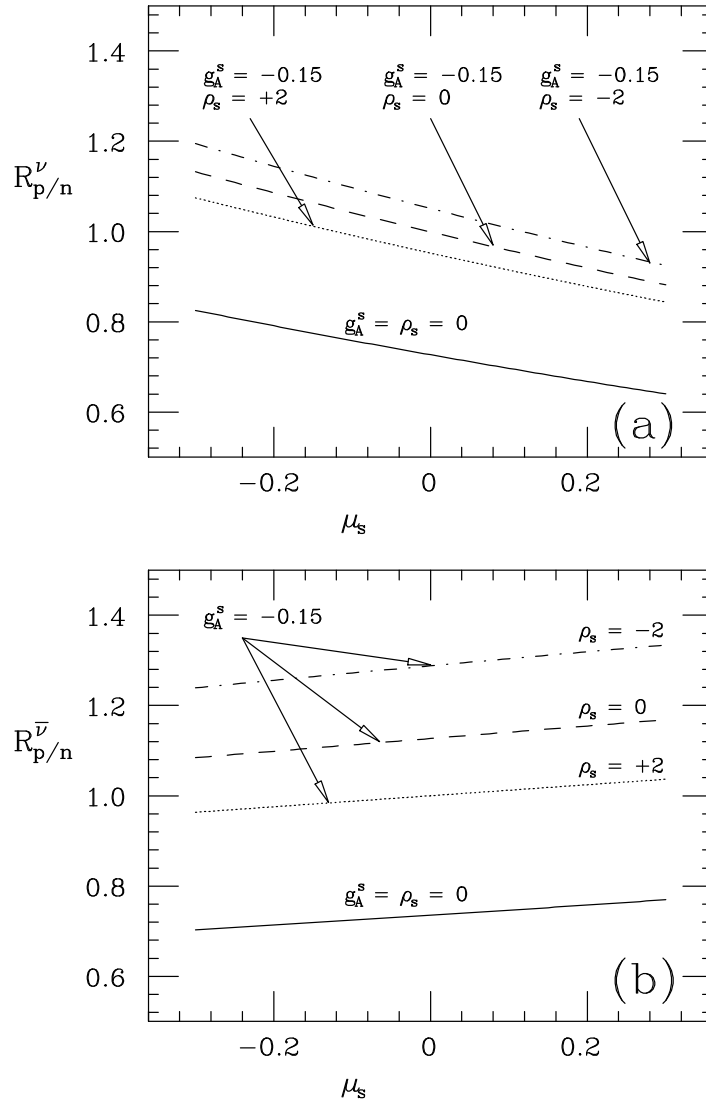 1.4
g_A^s = −0.15 g_A^s = −0.15 g_A^s = −0.15
ρ_s = +2 ρ_s = 0 ρ_s = −2
1.2
R_{p/n}^ν
1.0
0.8
g_A^s = ρ_s = 0
0.6
(a)
−0.2 0 0.2
μ_s
1.4
g_A^s = −0.15
ρ_s = −2
1.2
ρ_s = 0
R_{p/n}^{ν̅}
ρ_s = +2
1.0
0.8
g_A^s = ρ_s = 0
0.6
(b)
−0.2 0 0.2
μ_s